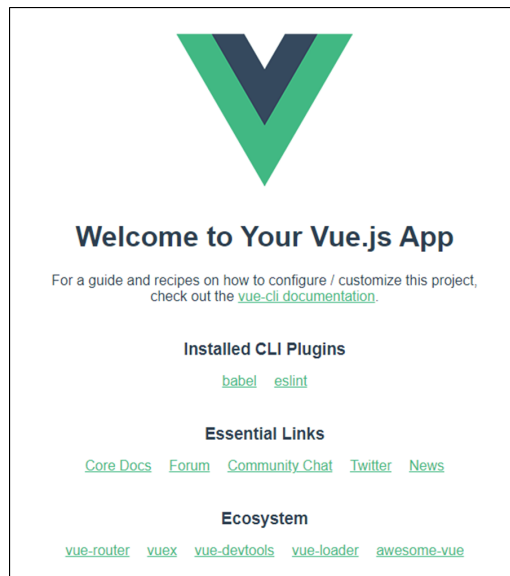 Welcome to Your Vue.js App
For a guide and recipes on how to configure / customize this project,
check out the vue-cli documentation.
Installed CLI Plugins
babel eslint
Essential Links
Core Docs Forum Community Chat Twitter News
Ecosystem
vue-router vuex vue-devtools vue-loader awesome-vue